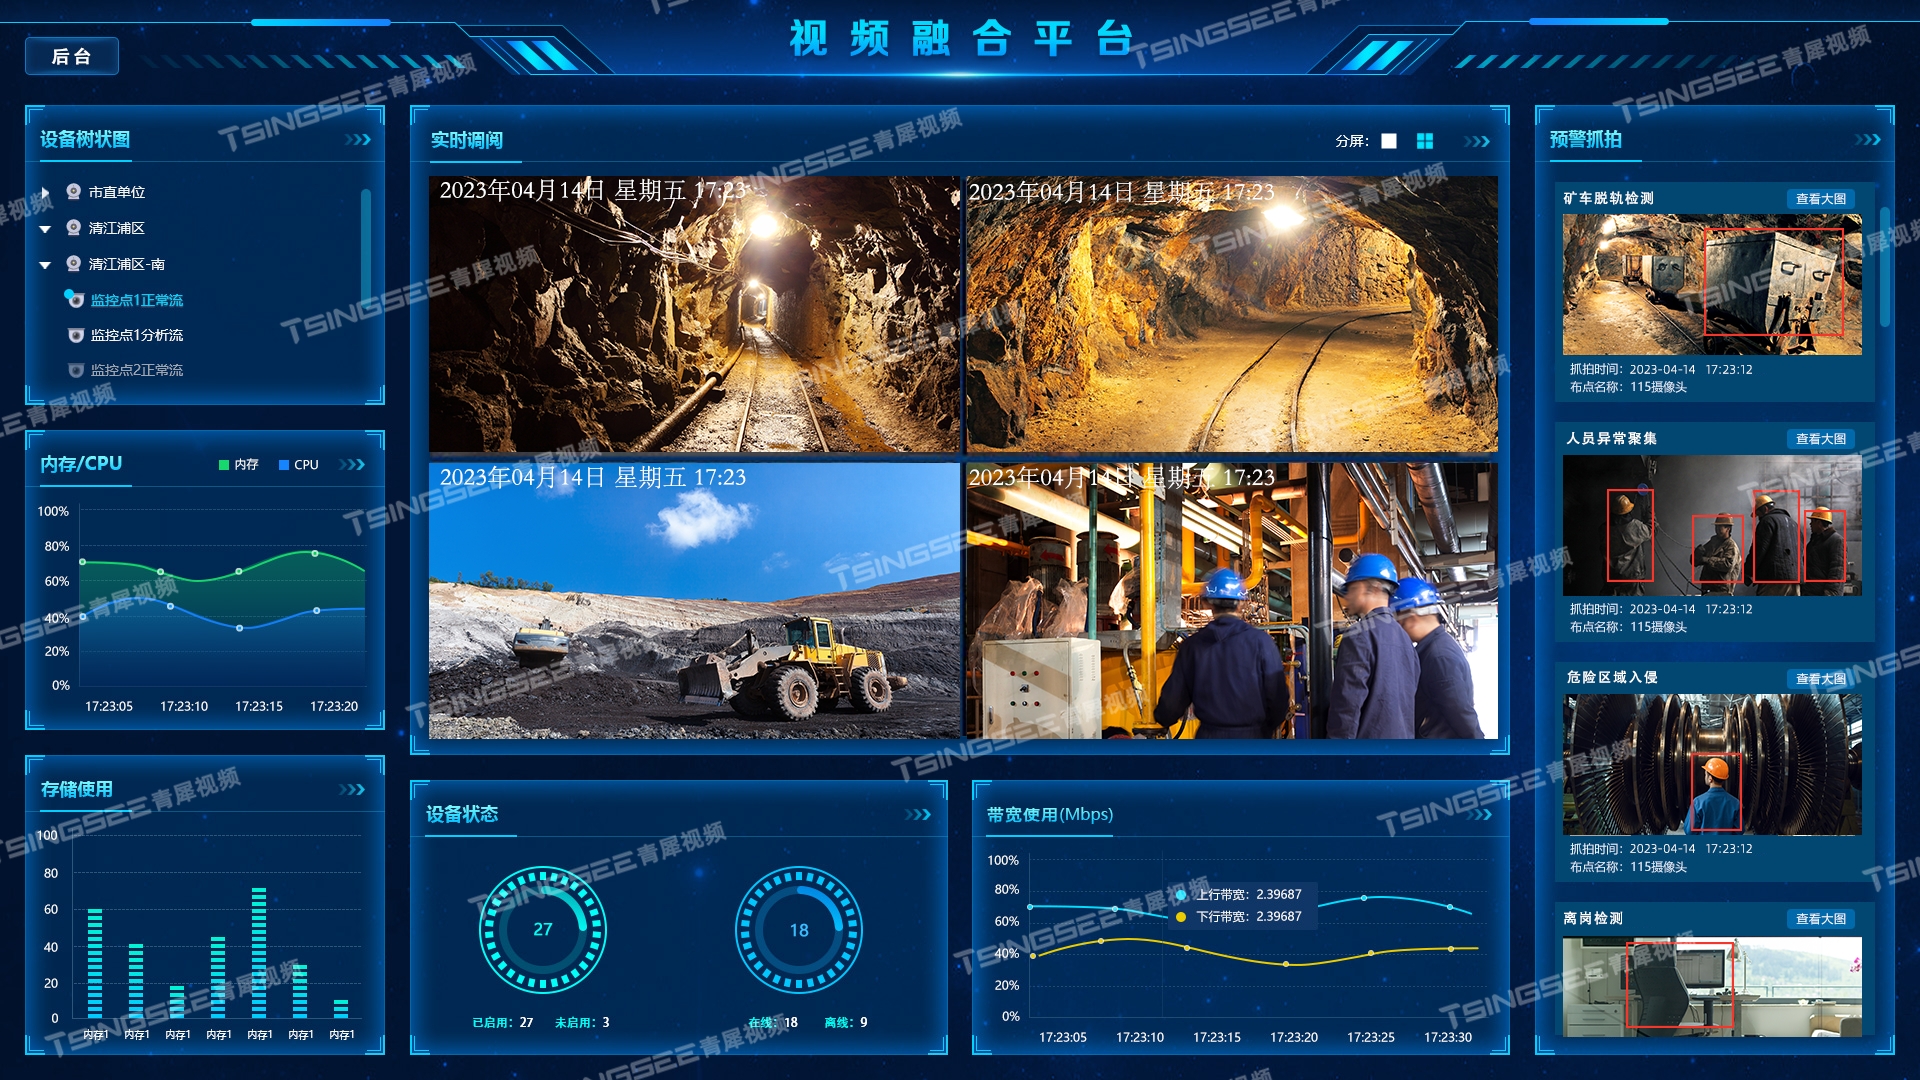 视频融合平台
后台
设备树状图
市直单位
清江浦区
清江浦区-南
监控点1正常流
监控点1分析流
监控点2正常流
内存/CPU
内存 CPU
100%
80%
60%
40%
20%
0%
17:23:05 17:23:10 17:23:15 17:23:20
存储使用
100
80
60
40
20
0
内存1 内存1 内存1 内存1 内存1 内存1 内存1
实时调阅
分屏：
2023年04月14日 星期五 17:23
2023年04月14日 星期五 17:23
2023年04月14日 星期五 17:23
2023年04月14日 星期五 17:23
设备状态
27
18
已启用：27 未启用：3
在线：18 离线：9
带宽使用(Mbps)
100%
80%
60%
40%
20%
0%
上行带宽：2.39687
下行带宽：2.39687
17:23:05 17:23:10 17:23:15 17:23:20 17:23:25 17:23:30
预警抓拍
矿车脱轨检测 查看大图
抓拍时间：2023-04-14 17:23:12
布点名称：115摄像头
人员异常聚集 查看大图
抓拍时间：2023-04-14 17:23:12
布点名称：115摄像头
危险区域入侵 查看大图
抓拍时间：2023-04-14 17:23:12
布点名称：115摄像头
离岗检测 查看大图
TSINGSEE青犀视频